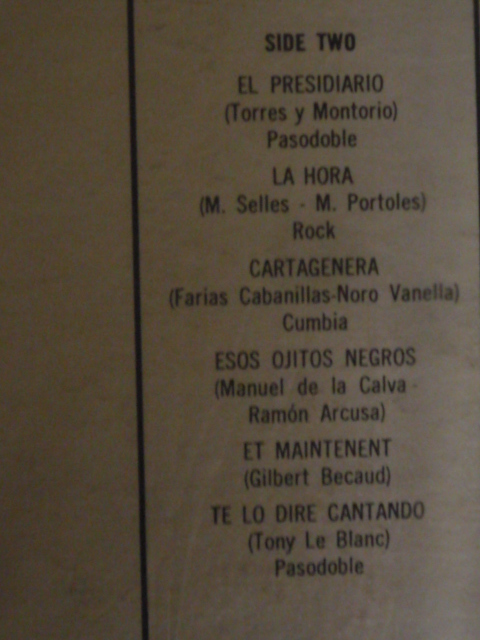 SIDE TWO
EL PRESIDIARIO
(Torres y Montorio)
Pasodoble
LA HORA
(M. Selles - M. Portoles)
Rock
CARTAGENERA
(Farias Cabanillas-Noro Vanella)
Cumbia
ESOS OJITOS NEGROS
(Manuel de la Calva -
Ramón Arcusa)
ET MAINTENENT
(Gilbert Becaud)
TE LO DIRE CANTANDO
(Tony Le Blanc)
Pasodoble